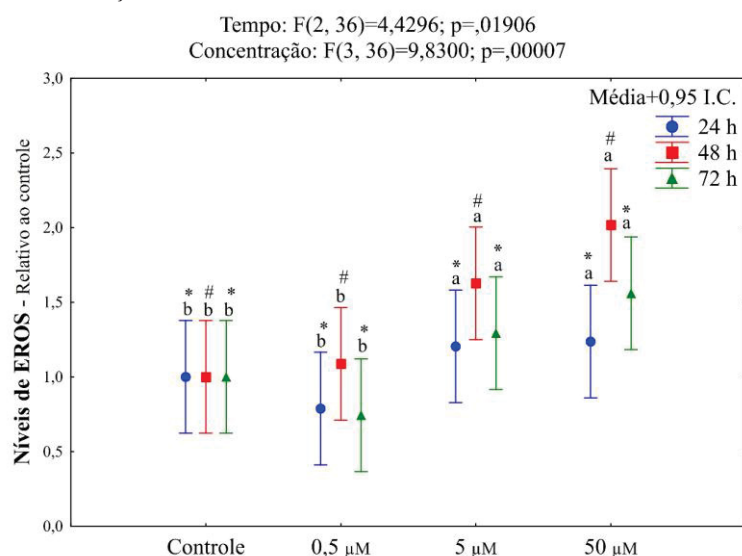 Tempo: F(2, 36)=4,4296; p=,01906
Concentração: F(3, 36)=9,8300; p=,00007
Média+0,95 I.C.
24 h
48 h
72 h
Níveis de EROS - Relativo ao controle
3,0
2,5
2,0
1,5
1,0
0,5
0,0
* # *
b b b
* # *
b b b
* # *
a a a
* # *
a a a
Controle 0,5 µM 5 µM 50 µM